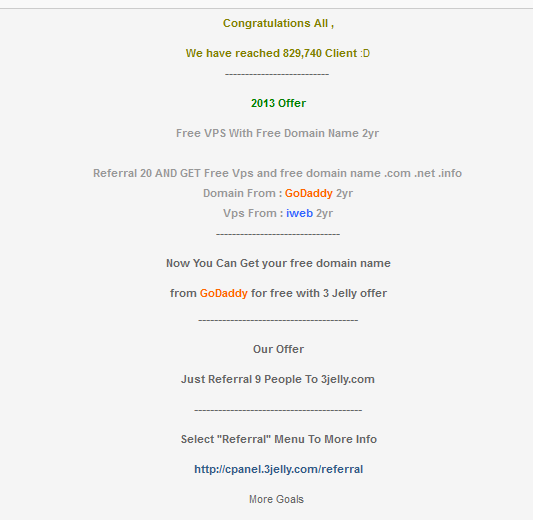 Congratulations All ,
We have reached 829,740 Client :D
--------------------------
2013 Offer
Free VPS With Free Domain Name 2yr
Referral 20 AND GET Free Vps and free domain name .com .net .info
Domain From : GoDaddy 2yr
Vps From : iweb 2yr
-------------------------------
Now You Can Get your free domain name
from GoDaddy for free with 3 Jelly offer
----------------------------------------
Our Offer
Just Referral 9 People To 3jelly.com
------------------------------------------
Select "Referral" Menu To More Info
http://cpanel.3jelly.com/referral
More Goals